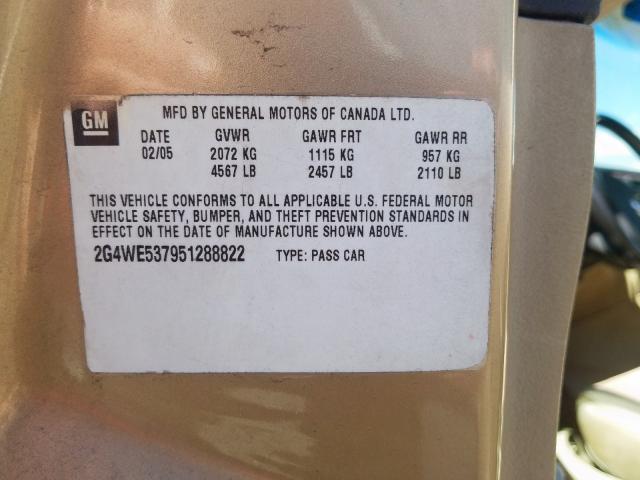 GM
MFD BY GENERAL MOTORS OF CANADA LTD.
DATE GVWR GAWR FRT GAWR RR
02/05 2072 KG 1115 KG 957 KG
4567 LB 2457 LB 2110 LB
THIS VEHICLE CONFORMS TO ALL APPLICABLE U.S. FEDERAL MOTOR
VEHICLE SAFETY, BUMPER, AND THEFT PREVENTION STANDARDS IN
EFFECT ON THE DATE OF MANUFACTURE SHOWN ABOVE.
2G4WE537951288822 TYPE: PASS CAR